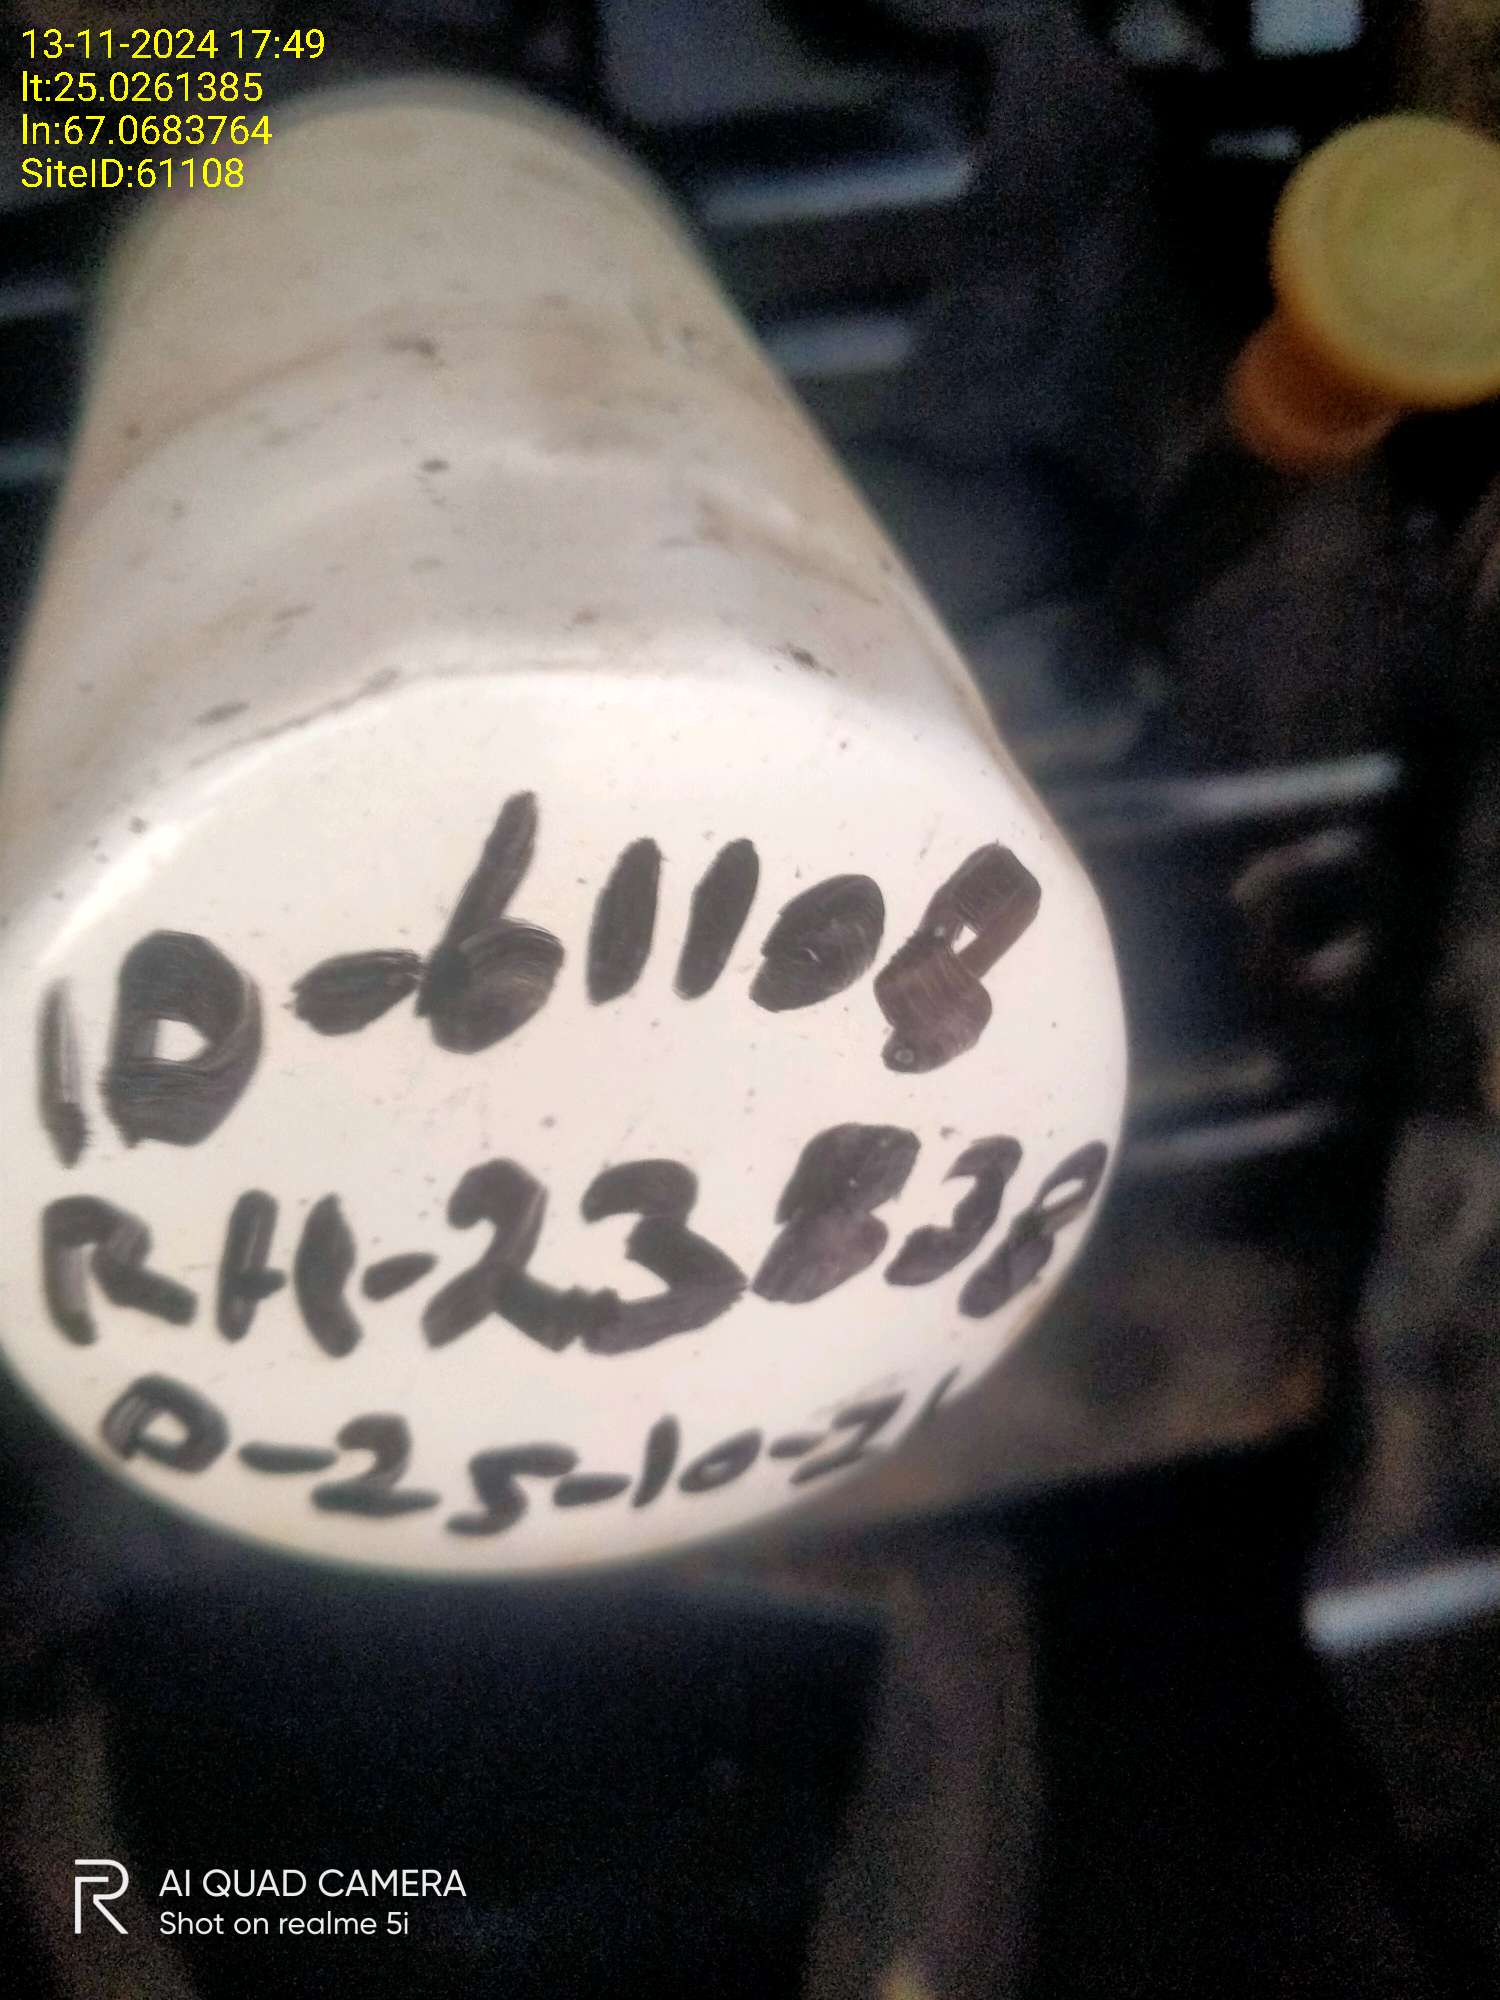 13-11-2024 17:49
lt:25.0261385
ln:67.0683764
SiteID:61108
ID-61108
RH-23838
D-25-10-2
AI QUAD CAMERA
Shot on realme 5i